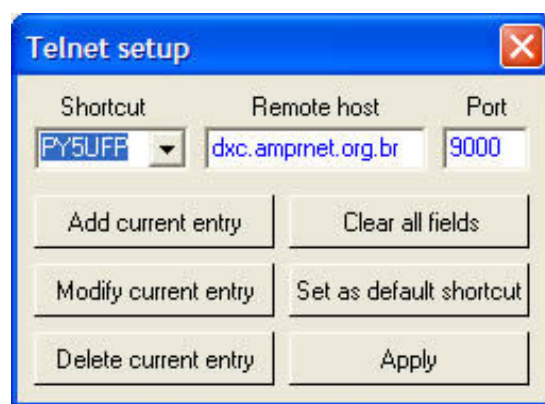 Telnet setup
Shortcut Remote host Port
PY5UFP dxc.amprnet.org.br 9000
Add current entry Clear all fields
Modify current entry Set as default shortcut
Delete current entry Apply